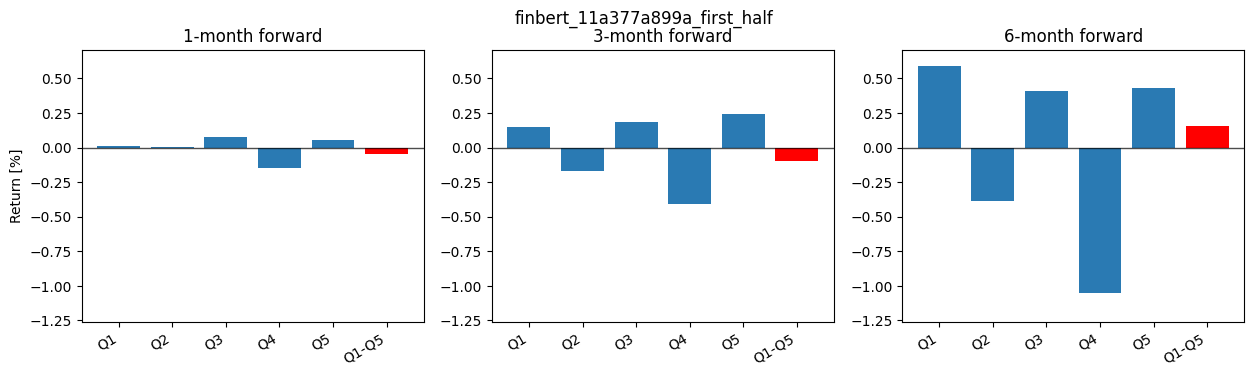 finbert_11a377a899a_first_half
1-month forward
3-month forward
6-month forward
Return [%]
0.50
0.25
0.00
−0.25
−0.50
−0.75
−1.00
−1.25
Q1
Q2
Q3
Q4
Q5
Q1-Q5
0.50
0.25
0.00
−0.25
−0.50
−0.75
−1.00
−1.25
Q1
Q2
Q3
Q4
Q5
Q1-Q5
0.50
0.25
0.00
−0.25
−0.50
−0.75
−1.00
−1.25
Q1
Q2
Q3
Q4
Q5
Q1-Q5